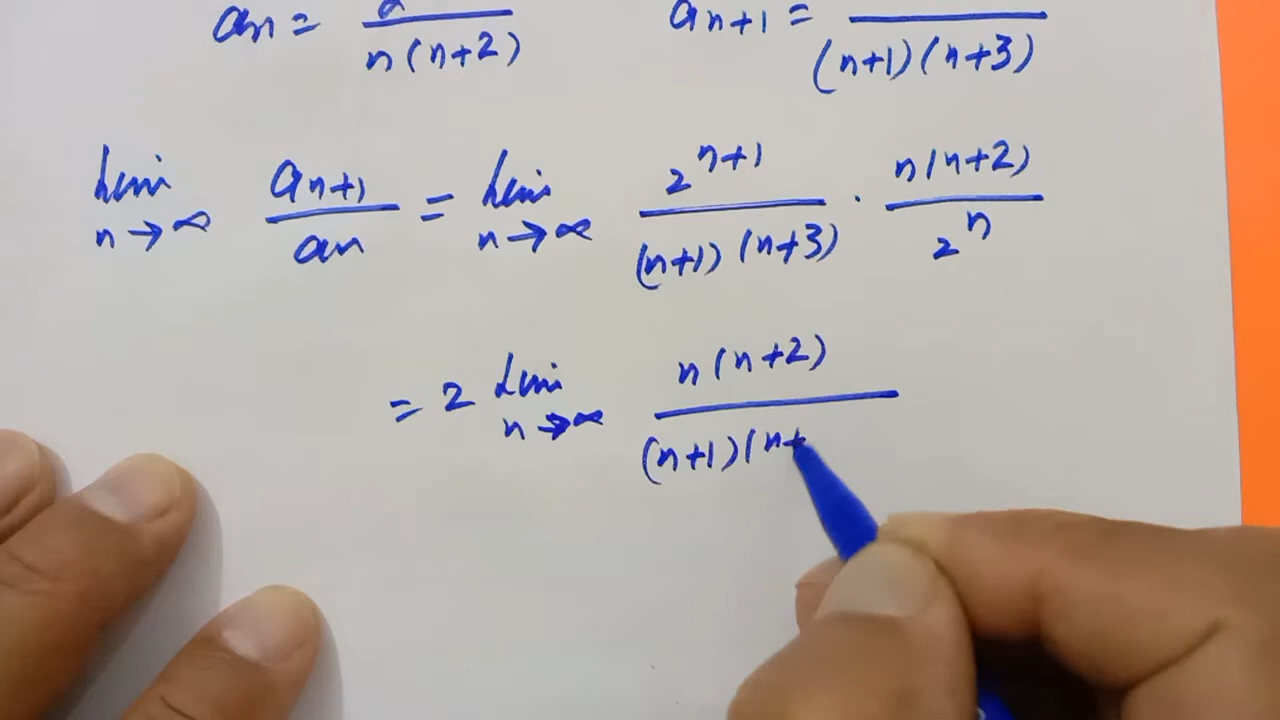 an = 2 / n(n+2) an+1 = / (n+1)(n+3)
Lim n→∞ an+1 / an = Lim n→∞ 2^n+1 / (n+1)(n+3) · n(n+2) / 2^n
= 2 Lim n→∞ n(n+2) / (n+1)(n+